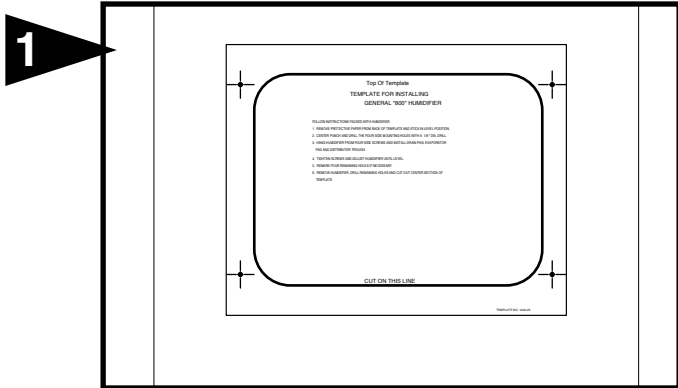 1
Top Of Template
TEMPLATE FOR INSTALLING
GENERAL "800" HUMIDIFIER
FOLLOW INSTRUCTIONS PACKED WITH HUMIDIFIER
1. REMOVE PROTECTIVE PAPER FROM BACK OF TEMPLATE AND STICK IN LEVEL POSITION.
2. CENTER PUNCH AND DRILL THE FOUR SIDE MOUNTING HOLES WITH A 1/8" DIA. DRILL.
3. HANG HUMIDIFIER FROM FOUR SIDE SCREWS AND INSTALL DRAIN PAN, EVAPORATOR
PAD AND DISTRIBUTOR TROUGH.
4. TIGHTEN SCREWS AND ADJUST HUMIDIFIER UNTIL LEVEL.
5. REMARK FOUR REMAINING HOLES IF NECESSARY.
6. REMOVE HUMIDIFIER, DRILL REMAINING HOLES AND CUT OUT CENTER SECTION OF
TEMPLATE.
CUT ON THIS LINE
TEMPLATE NO.